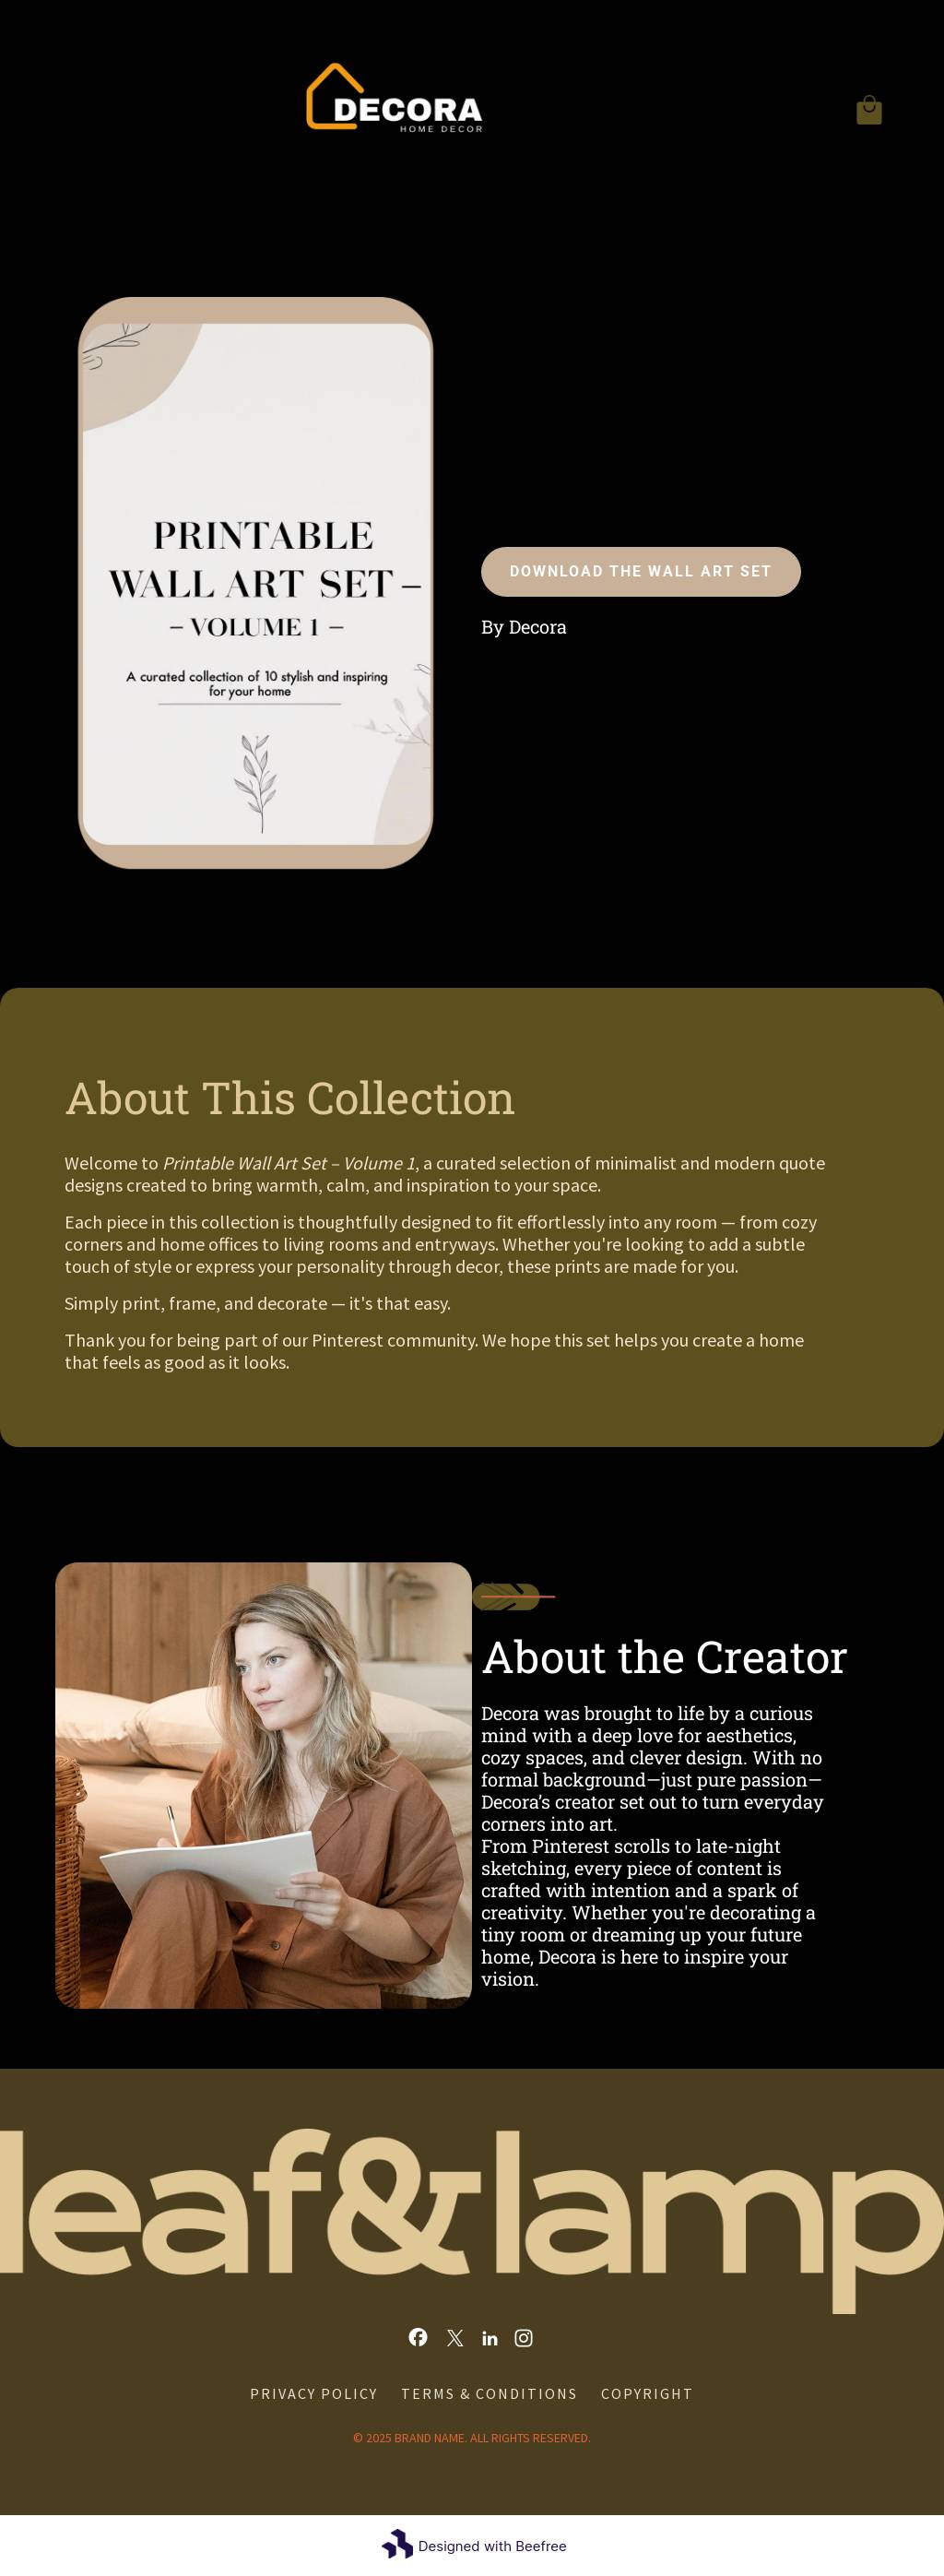 DECORA
HOME DECOR
PRINTABLE
WALL ART SET –
– VOLUME 1 –
A curated collection of 10 stylish and inspiring
for your home
DOWNLOAD THE WALL ART SET
By Decora
About This Collection
Welcome to Printable Wall Art Set – Volume 1, a curated selection of minimalist and modern quote
designs created to bring warmth, calm, and inspiration to your space.
Each piece in this collection is thoughtfully designed to fit effortlessly into any room — from cozy
corners and home offices to living rooms and entryways. Whether you're looking to add a subtle
touch of style or express your personality through decor, these prints are made for you.
Simply print, frame, and decorate — it's that easy.
Thank you for being part of our Pinterest community. We hope this set helps you create a home
that feels as good as it looks.
About the Creator
Decora was brought to life by a curious
mind with a deep love for aesthetics,
cozy spaces, and clever design. With no
formal background—just pure passion—
Decora’s creator set out to turn everyday
corners into art.
From Pinterest scrolls to late-night
sketching, every piece of content is
crafted with intention and a spark of
creativity. Whether you're decorating a
tiny room or dreaming up your future
home, Decora is here to inspire your
vision.
leaf&lamp
PRIVACY POLICY TERMS & CONDITIONS COPYRIGHT
© 2025 BRAND NAME. ALL RIGHTS RESERVED.
Designed with Beefree